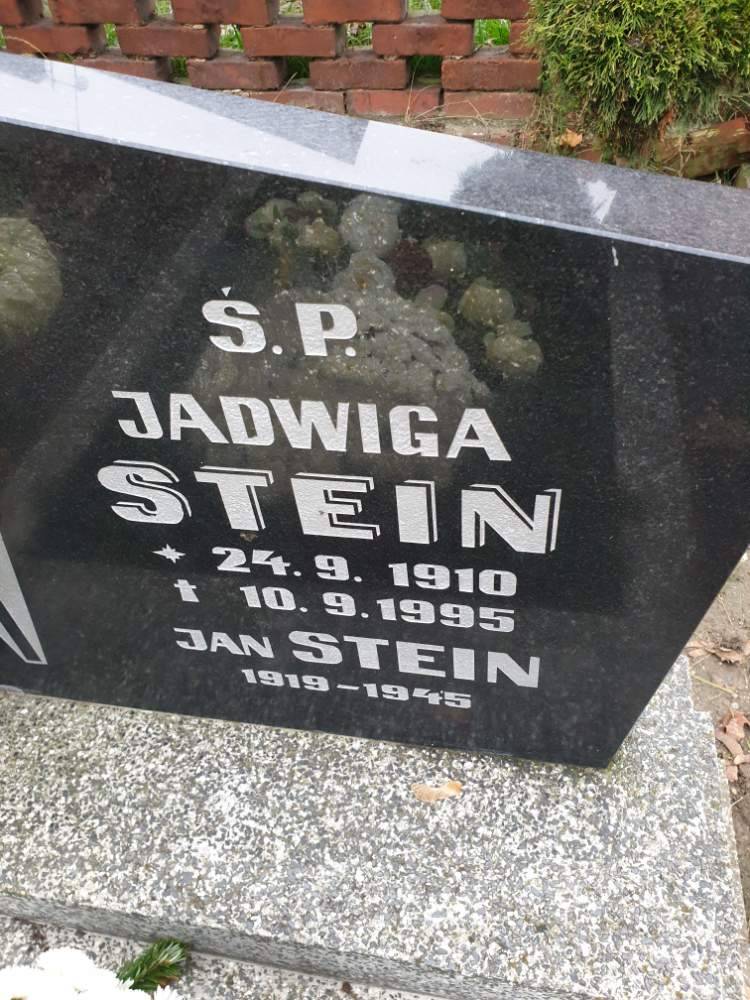 Ś. P.
JADWIGA
STEIN
* 24. 9. 1910
† 10. 9. 1995
JAN STEIN
1919 – 1945